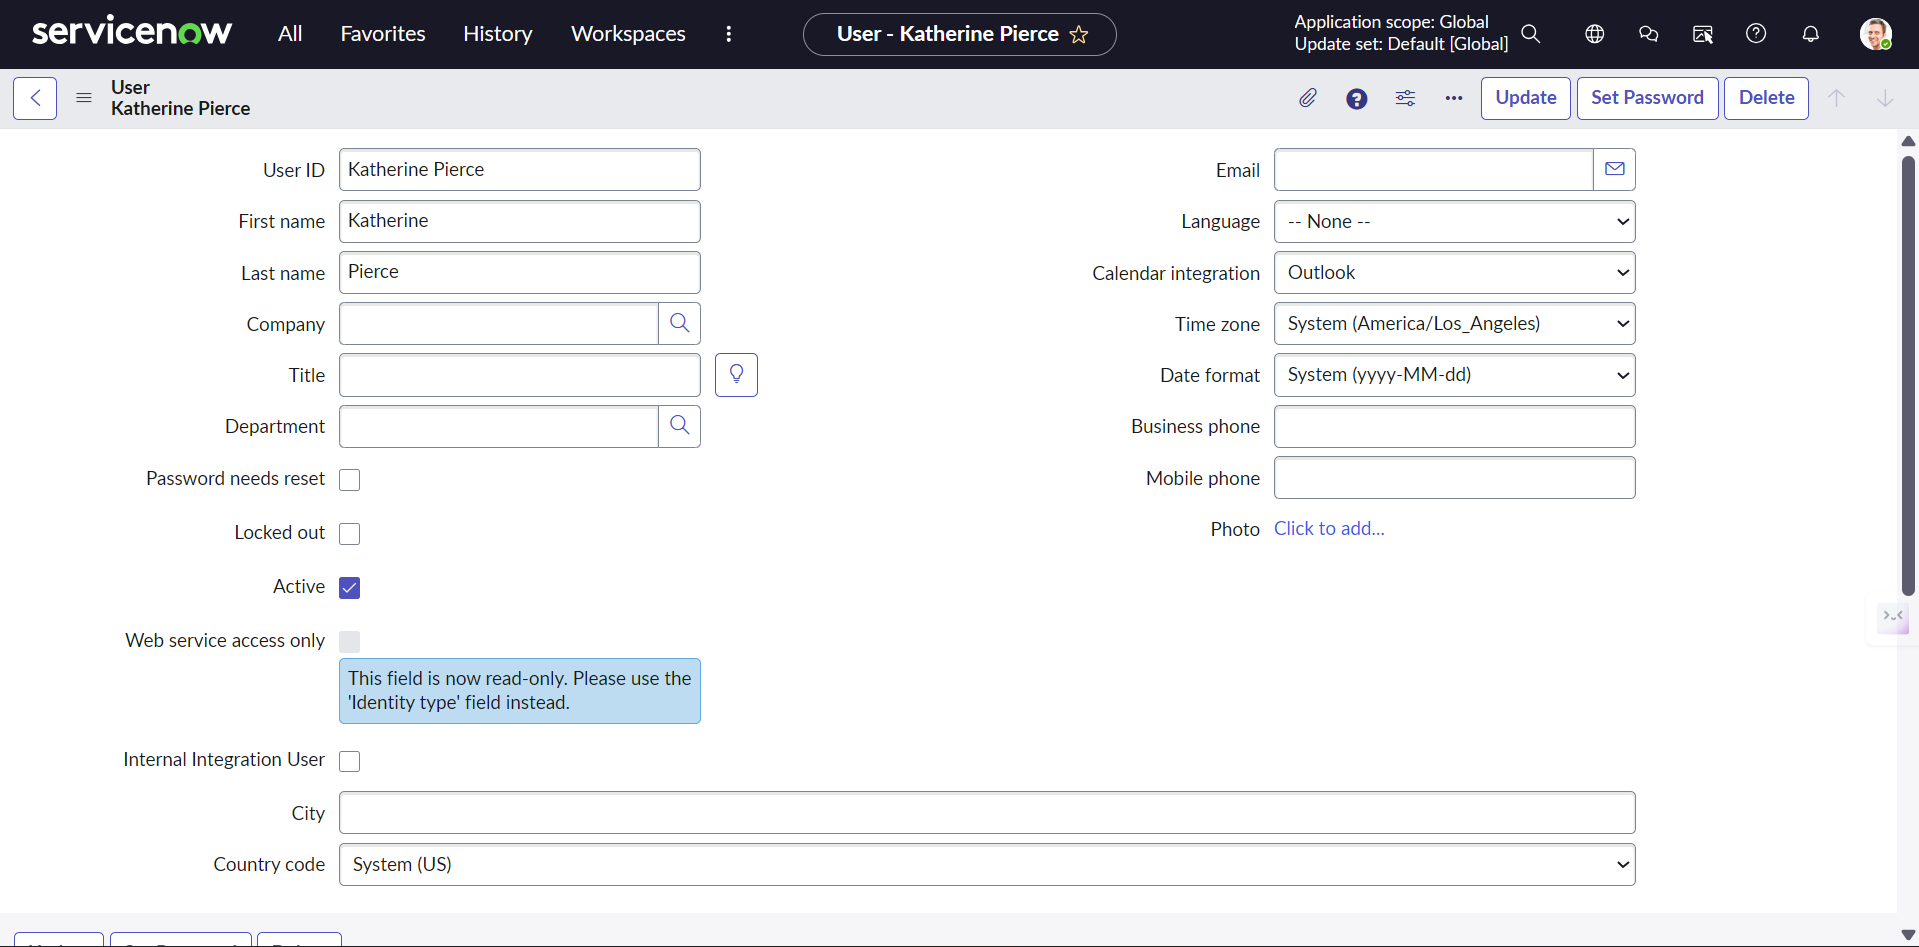 servicenow
All
Favorites
History
Workspaces
User - Katherine Pierce
Application scope: Global
Update set: Default [Global]
User
Katherine Pierce
Update
Set Password
Delete
User ID
Katherine Pierce
First name
Katherine
Last name
Pierce
Company
Title
Department
Password needs reset
Locked out
Active
Web service access only
This field is now read-only. Please use the
'Identity type' field instead.
Internal Integration User
Email
Language
-- None --
Calendar integration
Outlook
Time zone
System (America/Los_Angeles)
Date format
System (yyyy-MM-dd)
Business phone
Mobile phone
Photo
Click to add...
City
Country code
System (US)